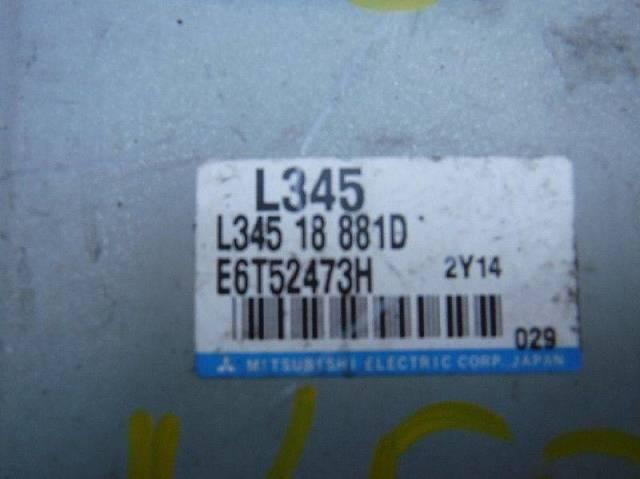 L345
L345 18 881D
E6T52473H 2Y14
029
MITSUBISHI ELECTRIC CORP. JAPAN